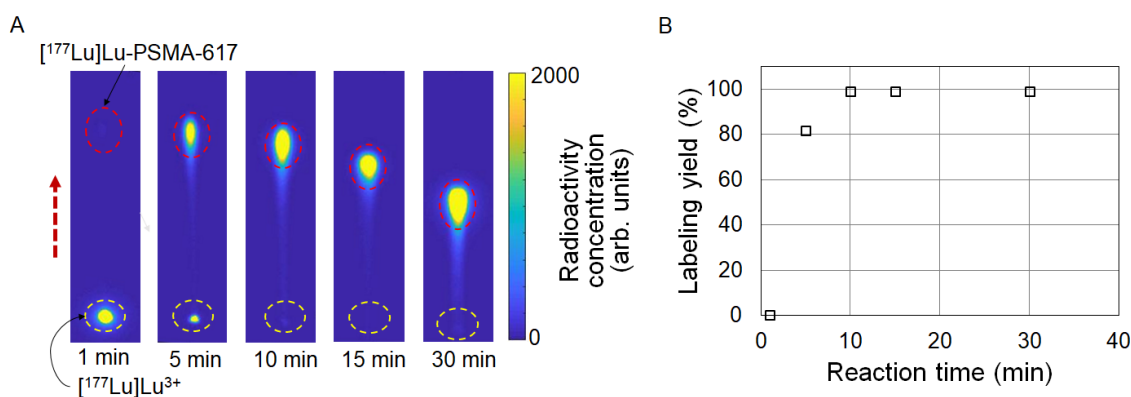 A
[¹⁷⁷Lu]Lu-PSMA-617
2000
Radioactivity
concentration
(arb. units)
0
1 min
5 min
10 min
15 min
30 min
[¹⁷⁷Lu]Lu³⁺
B
Labeling yield (%)
100
80
60
40
20
0
0
10
20
30
40
Reaction time (min)